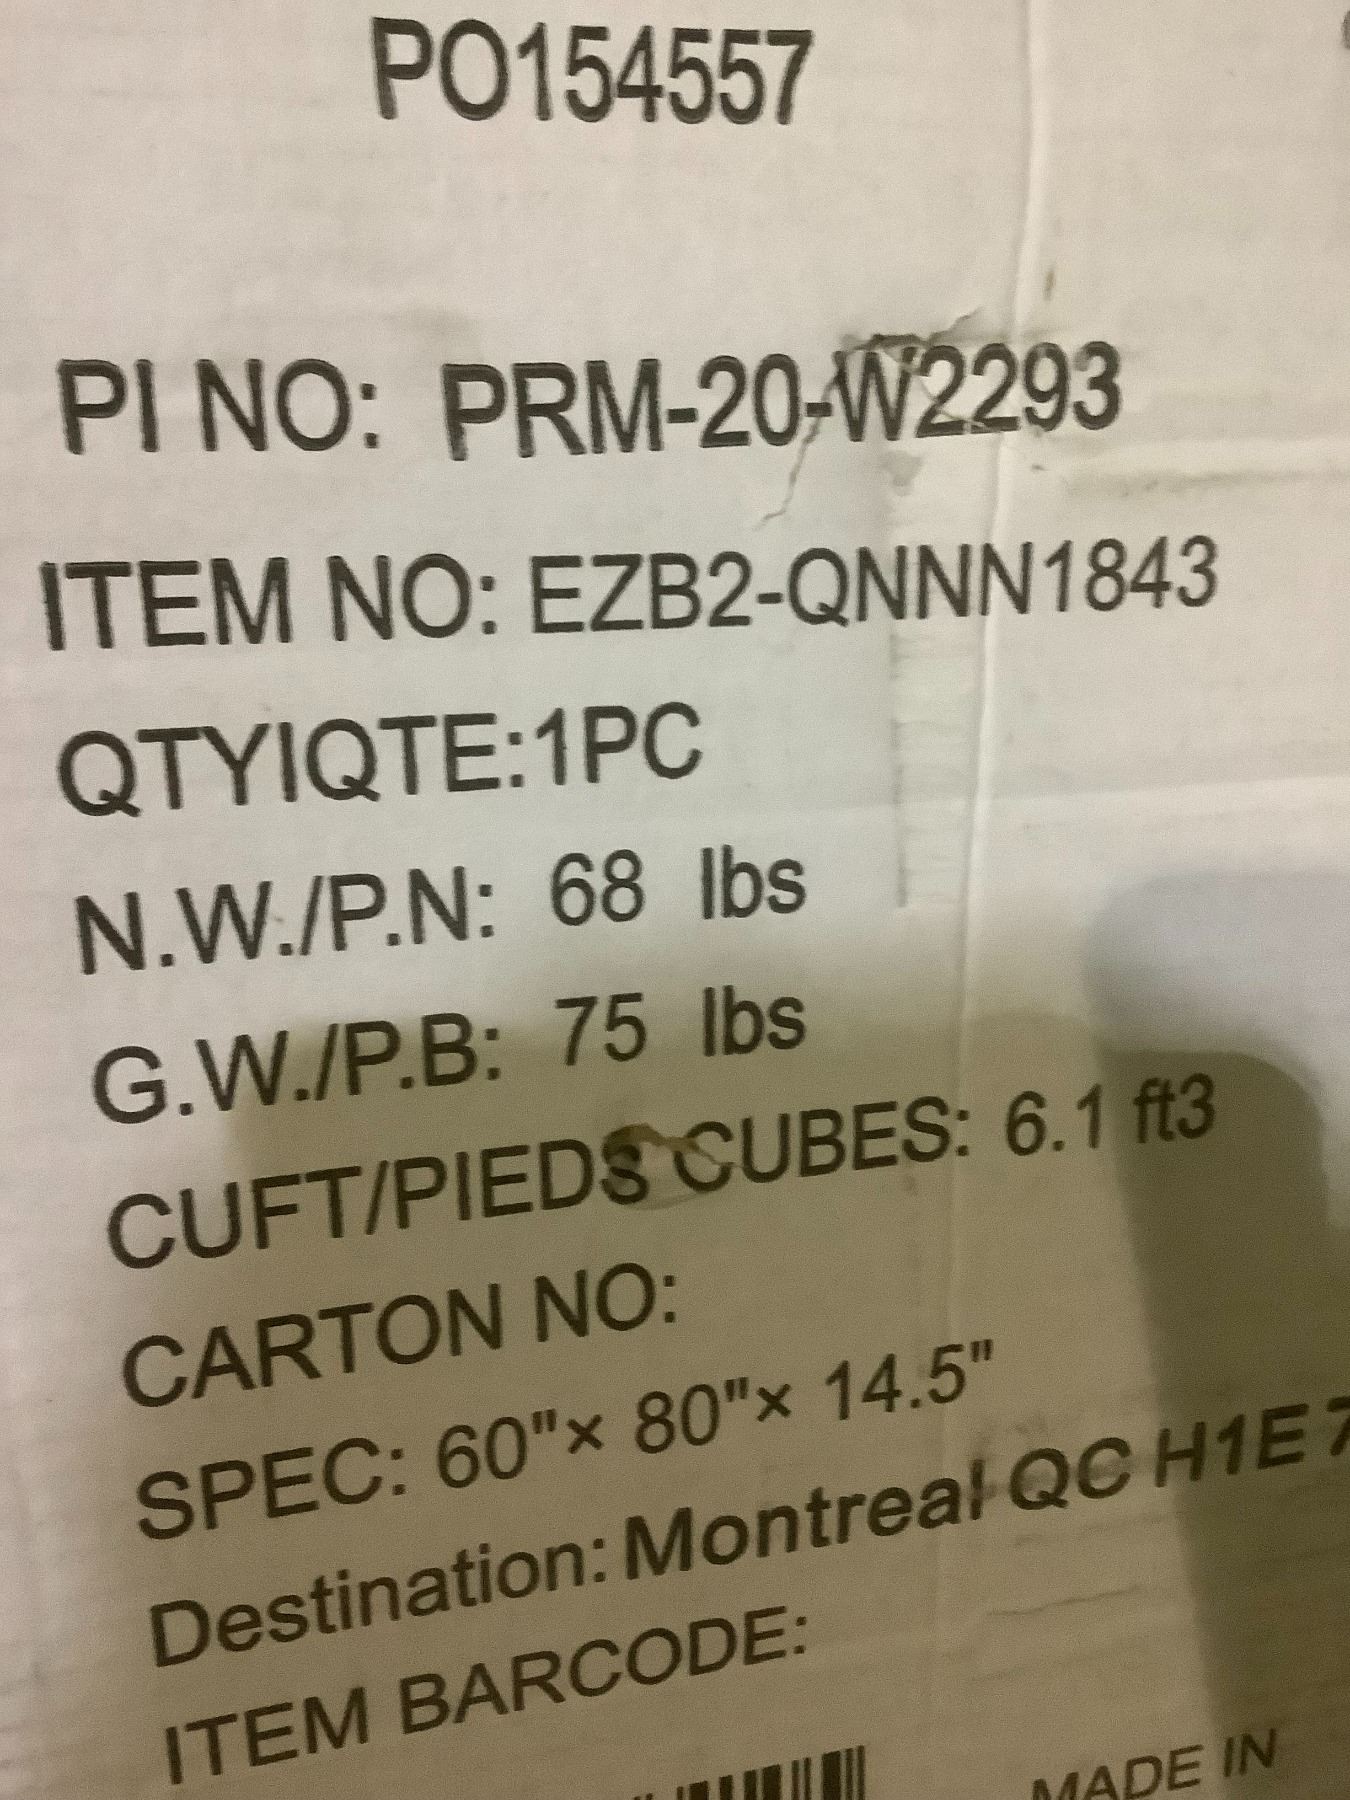 PO154557
PI NO: PRM-20-W2293
ITEM NO: EZB2-QNNN1843
QTYIQTE:1PC
N.W./P.N: 68 lbs
G.W./P.B: 75 lbs
CUFT/PIEDS CUBES: 6.1 ft3
CARTON NO:
SPEC: 60"× 80"× 14.5"
Destination: Montreal QC H1E 7
ITEM BARCODE:
MADE IN